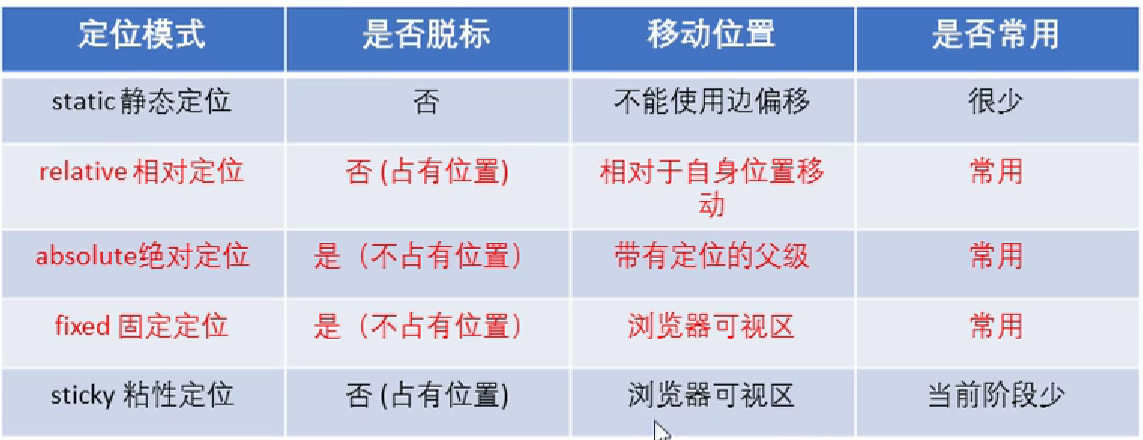 定位模式 是否脱标 移动位置 是否常用
static 静态定位 否 不能使用边偏移 很少
relative 相对定位 否 (占有位置) 相对于自身位置移
动 常用
absolute绝对定位 是（不占有位置） 带有定位的父级 常用
fixed 固定定位 是（不占有位置） 浏览器可视区 常用
sticky 粘性定位 否 (占有位置) 浏览器可视区 当前阶段少